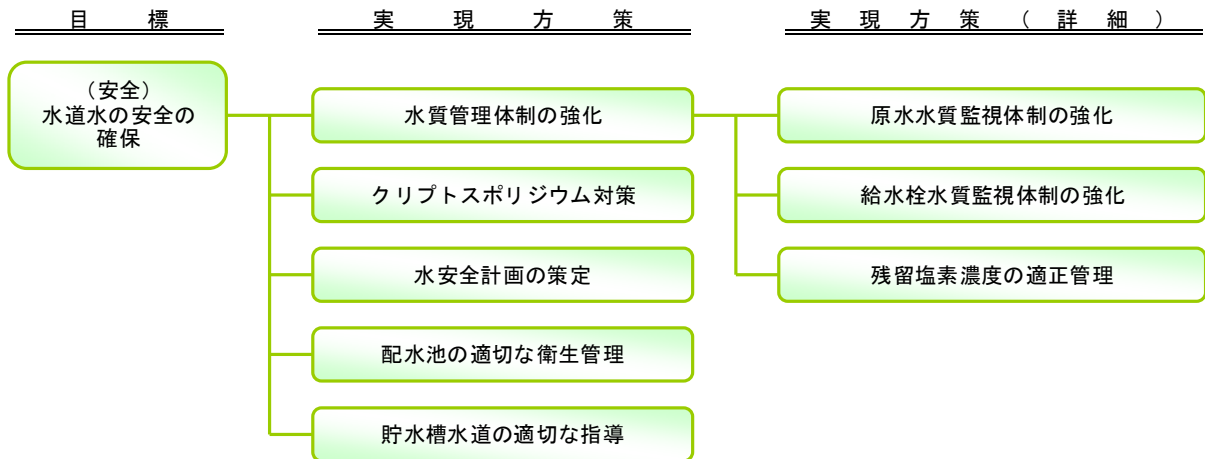 目標
実現方策
実現方策（詳細）
（安全）
水道水の安全の
確保
水質管理体制の強化
原水水質監視体制の強化
クリプトスポリジウム対策
給水栓水質監視体制の強化
水安全計画の策定
残留塩素濃度の適正管理
配水池の適切な衛生管理
貯水槽水道の適切な指導